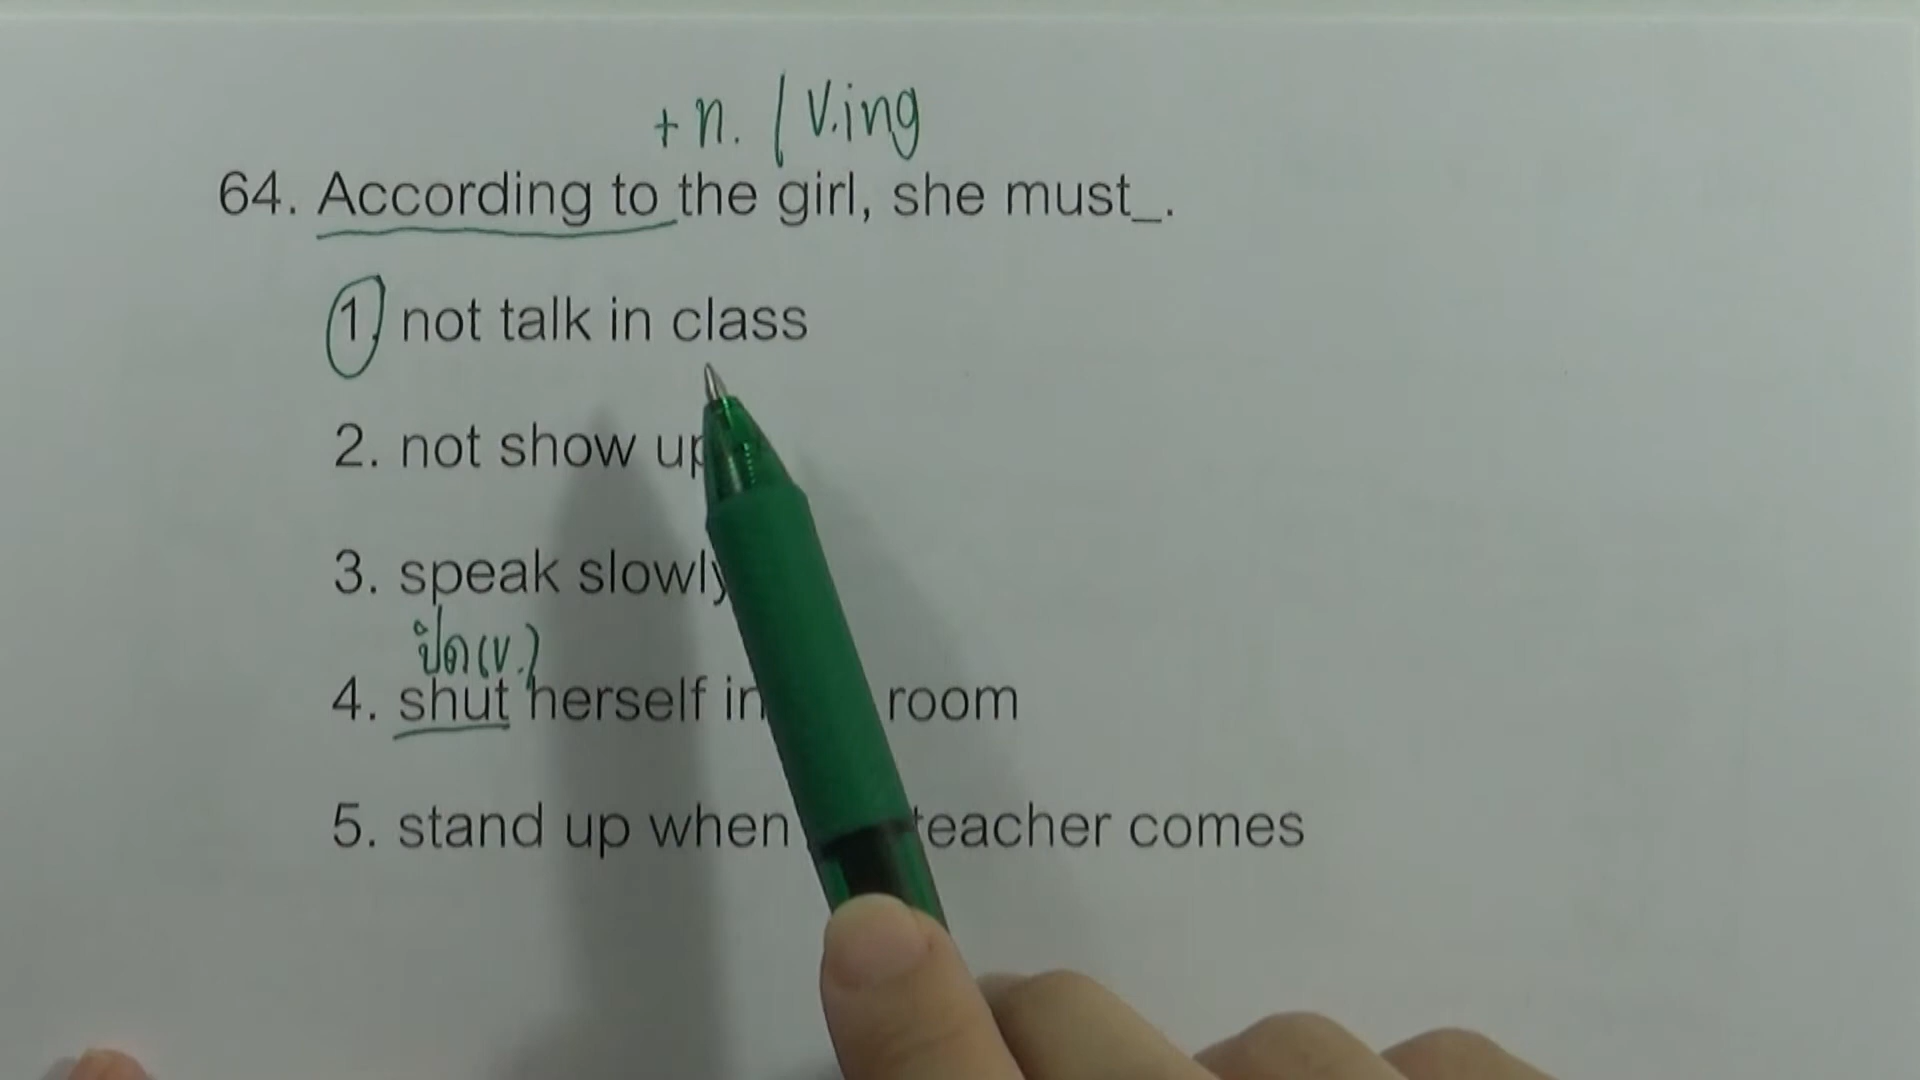 + n. / V.ing
64. According to the girl, she must_.
1. not talk in class
2. not show up
3. speak slowly
ปิด (v.)
4. shut herself in room
5. stand up when teacher comes